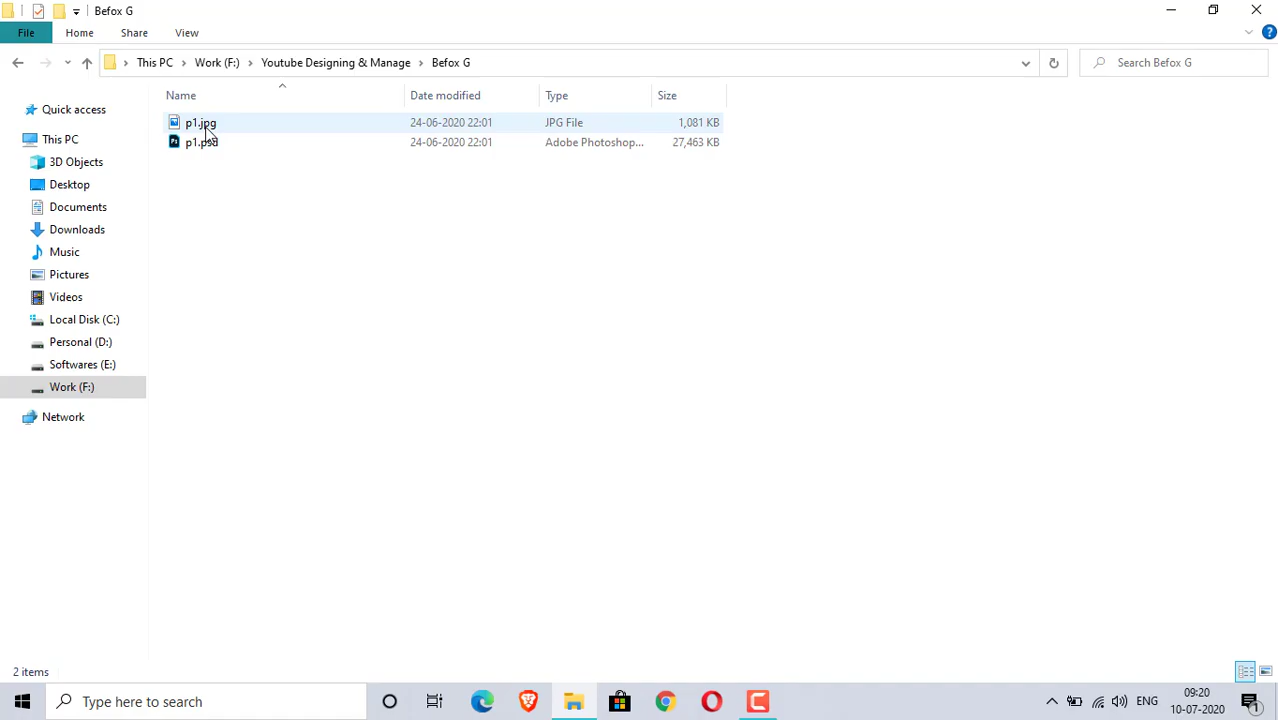 Befox G
File
Home
Share
View
This PC
Work (F:)
Youtube Designing & Manage
Befox G
Search Befox G
Name
Date modified
Type
Size
p1.jpg
24-06-2020 22:01
JPG File
1,081 KB
p1.psd
24-06-2020 22:01
Adobe Photoshop...
27,463 KB
Quick access
This PC
3D Objects
Desktop
Documents
Downloads
Music
Pictures
Videos
Local Disk (C:)
Personal (D:)
Softwares (E:)
Work (F:)
Network
2 items
Type here to search
ENG
09:20
10-07-2020
1